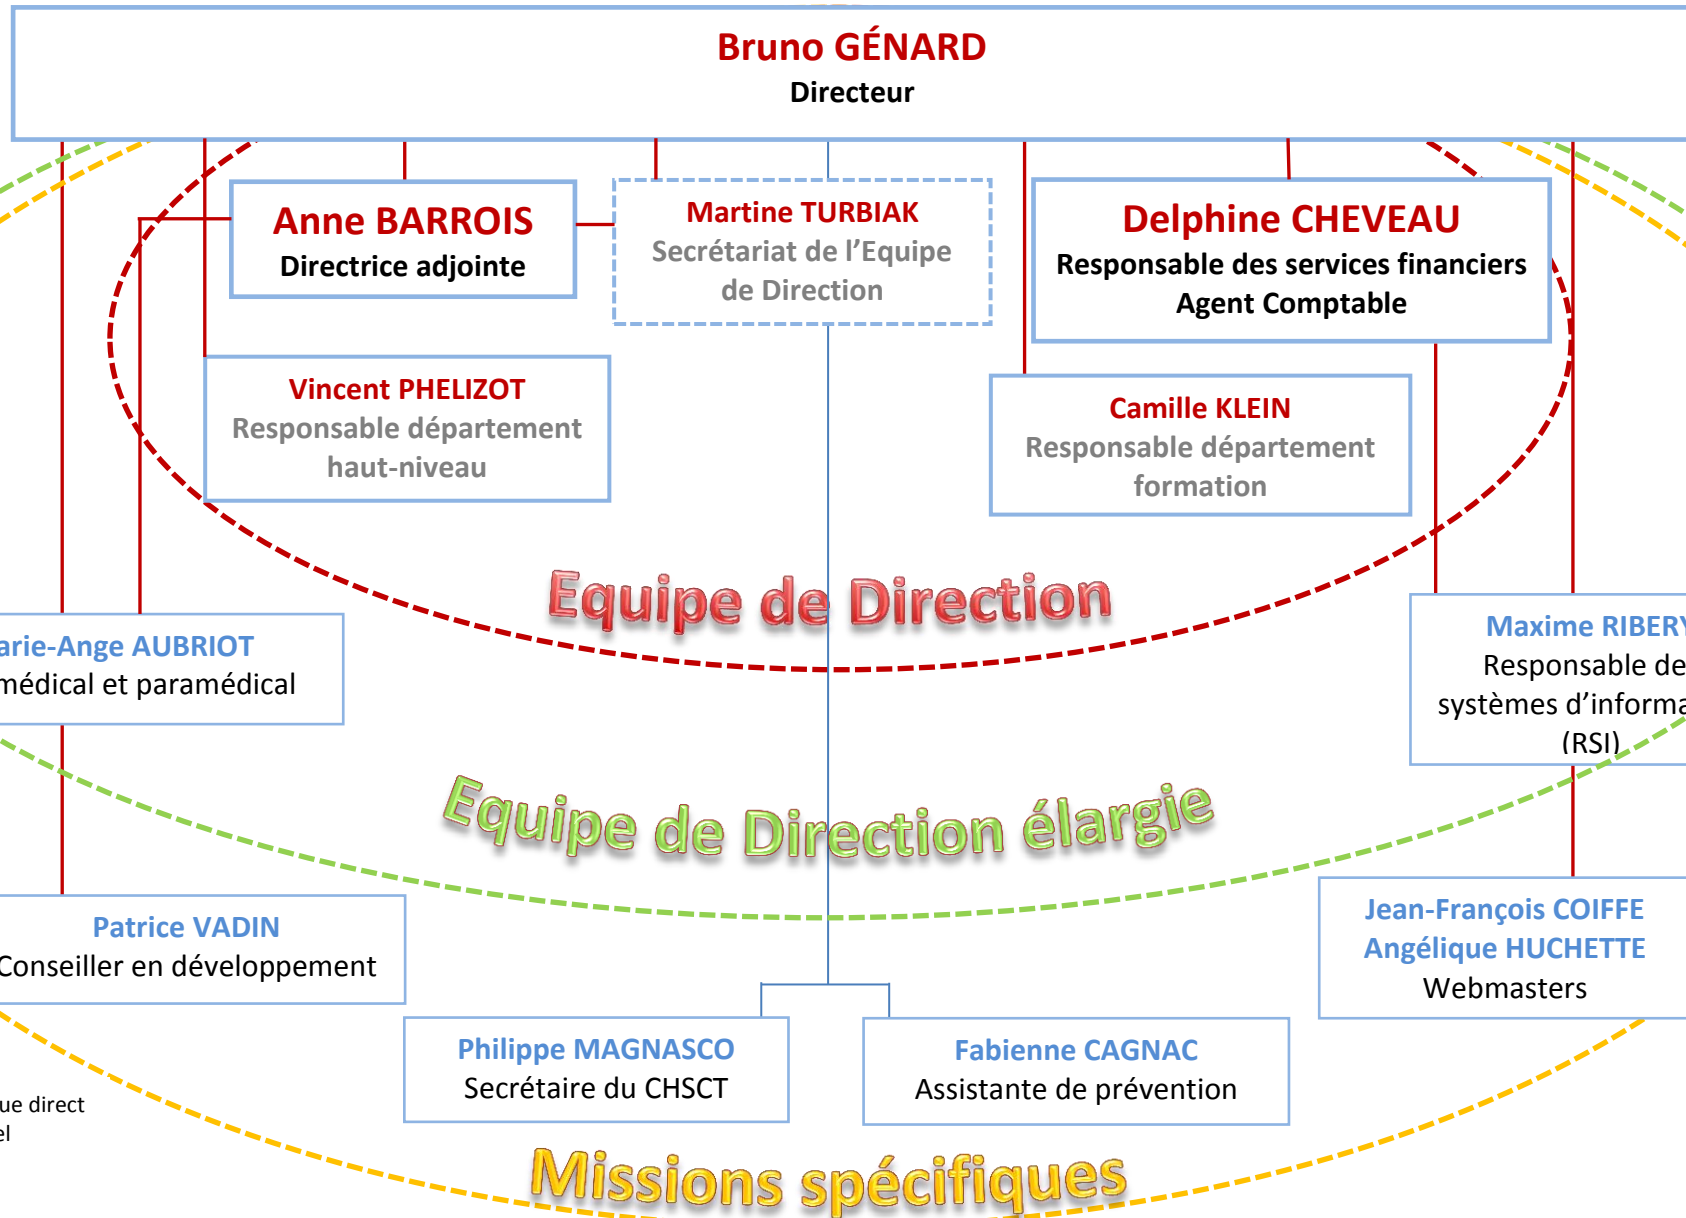 Bruno GÉNARD
Directeur
Anne BARROIS
Directrice adjointe
Martine TURBIAK
Secrétariat de l'Equipe
de Direction
Delphine CHEVEAU
Responsable des services financiers
Agent Comptable
Vincent PHELIZOT
Responsable département
haut-niveau
Camille KLEIN
Responsable département
formation
Equipe de Direction
arie-Ange AUBRIOT
médical et paramédical
Maxime RIBERY
Responsable de
systèmes d'informa
(RSI)
Equipe de Direction élargie
Patrice VADIN
Conseiller en développement
Jean-François COIFFE
Angélique HUCHETTE
Webmasters
Philippe MAGNASCO
Secrétaire du CHSCT
Fabienne CAGNAC
Assistante de prévention
ue direct
el
Missions spécifiques